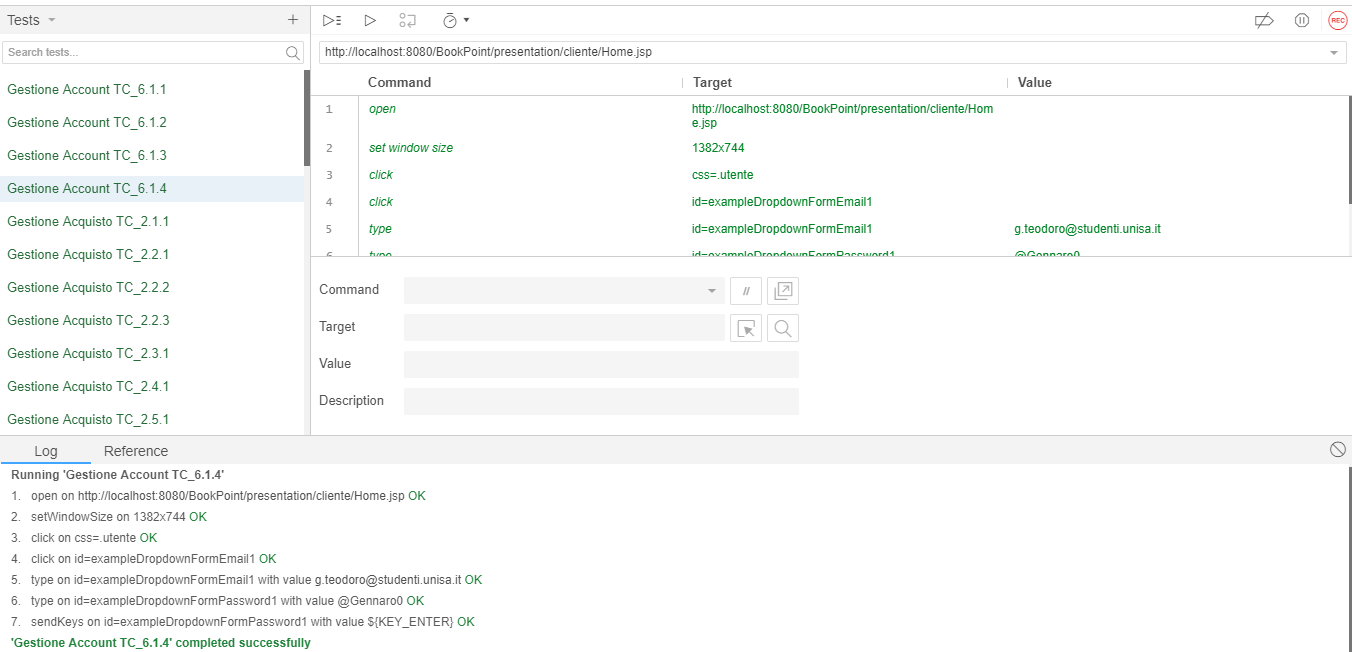 Tests
Search tests...
Gestione Account TC_6.1.1
Gestione Account TC_6.1.2
Gestione Account TC_6.1.3
Gestione Account TC_6.1.4
Gestione Acquisto TC_2.1.1
Gestione Acquisto TC_2.2.1
Gestione Acquisto TC_2.2.2
Gestione Acquisto TC_2.2.3
Gestione Acquisto TC_2.3.1
Gestione Acquisto TC_2.4.1
Gestione Acquisto TC_2.5.1
REC
http://localhost:8080/BookPoint/presentation/cliente/Home.jsp
Command Target Value
1 open http://localhost:8080/BookPoint/presentation/cliente/Hom
e.jsp
2 set window size 1382x744
3 click css=.utente
4 click id=exampleDropdownFormEmail1
5 type id=exampleDropdownFormEmail1 g.teodoro@studenti.unisa.it
6 type id=exampleDropdownFormPassword1 @Gennaro0
Command //
Target
Value
Description
Log Reference
Running 'Gestione Account TC_6.1.4'
1. open on http://localhost:8080/BookPoint/presentation/cliente/Home.jsp OK
2. setWindowSize on 1382x744 OK
3. click on css=.utente OK
4. click on id=exampleDropdownFormEmail1 OK
5. type on id=exampleDropdownFormEmail1 with value g.teodoro@studenti.unisa.it OK
6. type on id=exampleDropdownFormPassword1 with value @Gennaro0 OK
7. sendKeys on id=exampleDropdownFormPassword1 with value ${KEY_ENTER} OK
'Gestione Account TC_6.1.4' completed successfully